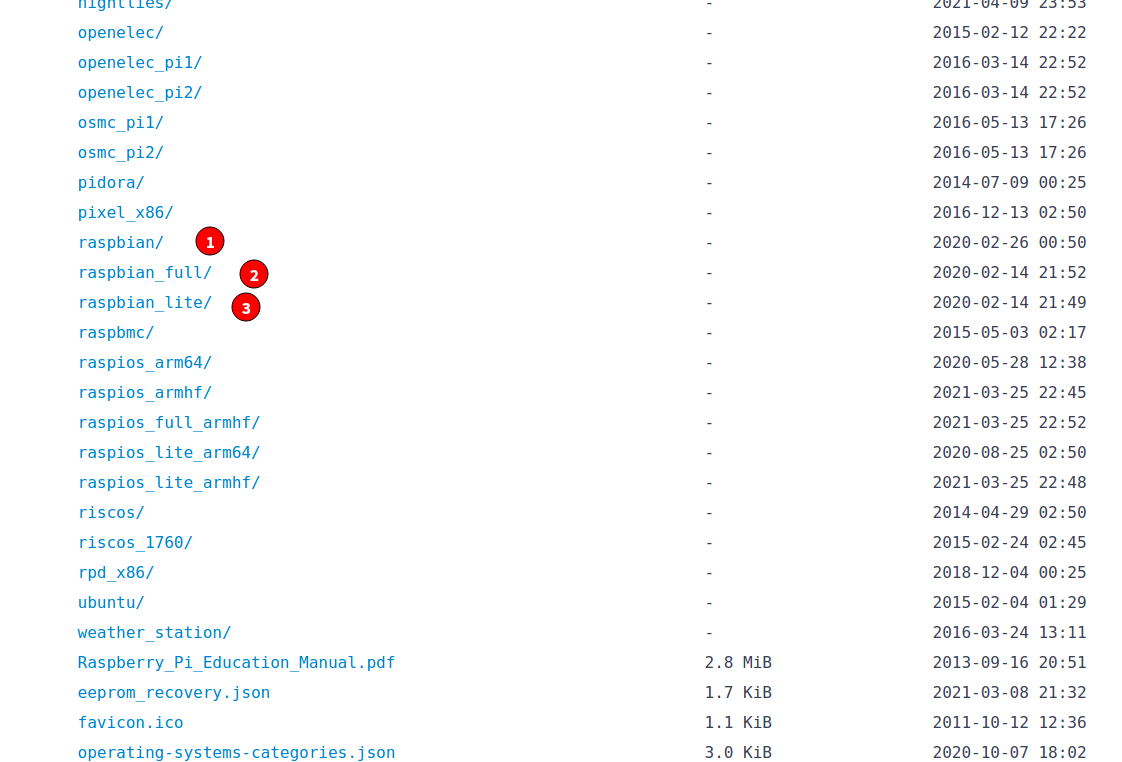 nightlies/ - 2021-04-09 23:53
openelec/ - 2015-02-12 22:22
openelec_pi1/ - 2016-03-14 22:52
openelec_pi2/ - 2016-03-14 22:52
osmc_pi1/ - 2016-05-13 17:26
osmc_pi2/ - 2016-05-13 17:26
pidora/ - 2014-07-09 00:25
pixel_x86/ - 2016-12-13 02:50
raspbian/ 1 - 2020-02-26 00:50
raspbian_full/ 2 - 2020-02-14 21:52
raspbian_lite/ 3 - 2020-02-14 21:49
raspbmc/ - 2015-05-03 02:17
raspios_arm64/ - 2020-05-28 12:38
raspios_armhf/ - 2021-03-25 22:45
raspios_full_armhf/ - 2021-03-25 22:52
raspios_lite_arm64/ - 2020-08-25 02:50
raspios_lite_armhf/ - 2021-03-25 22:48
riscos/ - 2014-04-29 02:50
riscos_1760/ - 2015-02-24 02:45
rpd_x86/ - 2018-12-04 00:25
ubuntu/ - 2015-02-04 01:29
weather_station/ - 2016-03-24 13:11
Raspberry_Pi_Education_Manual.pdf 2.8 MiB 2013-09-16 20:51
eeprom_recovery.json 1.7 KiB 2021-03-08 21:32
favicon.ico 1.1 KiB 2011-10-12 12:36
operating-systems-categories.json 3.0 KiB 2020-10-07 18:02